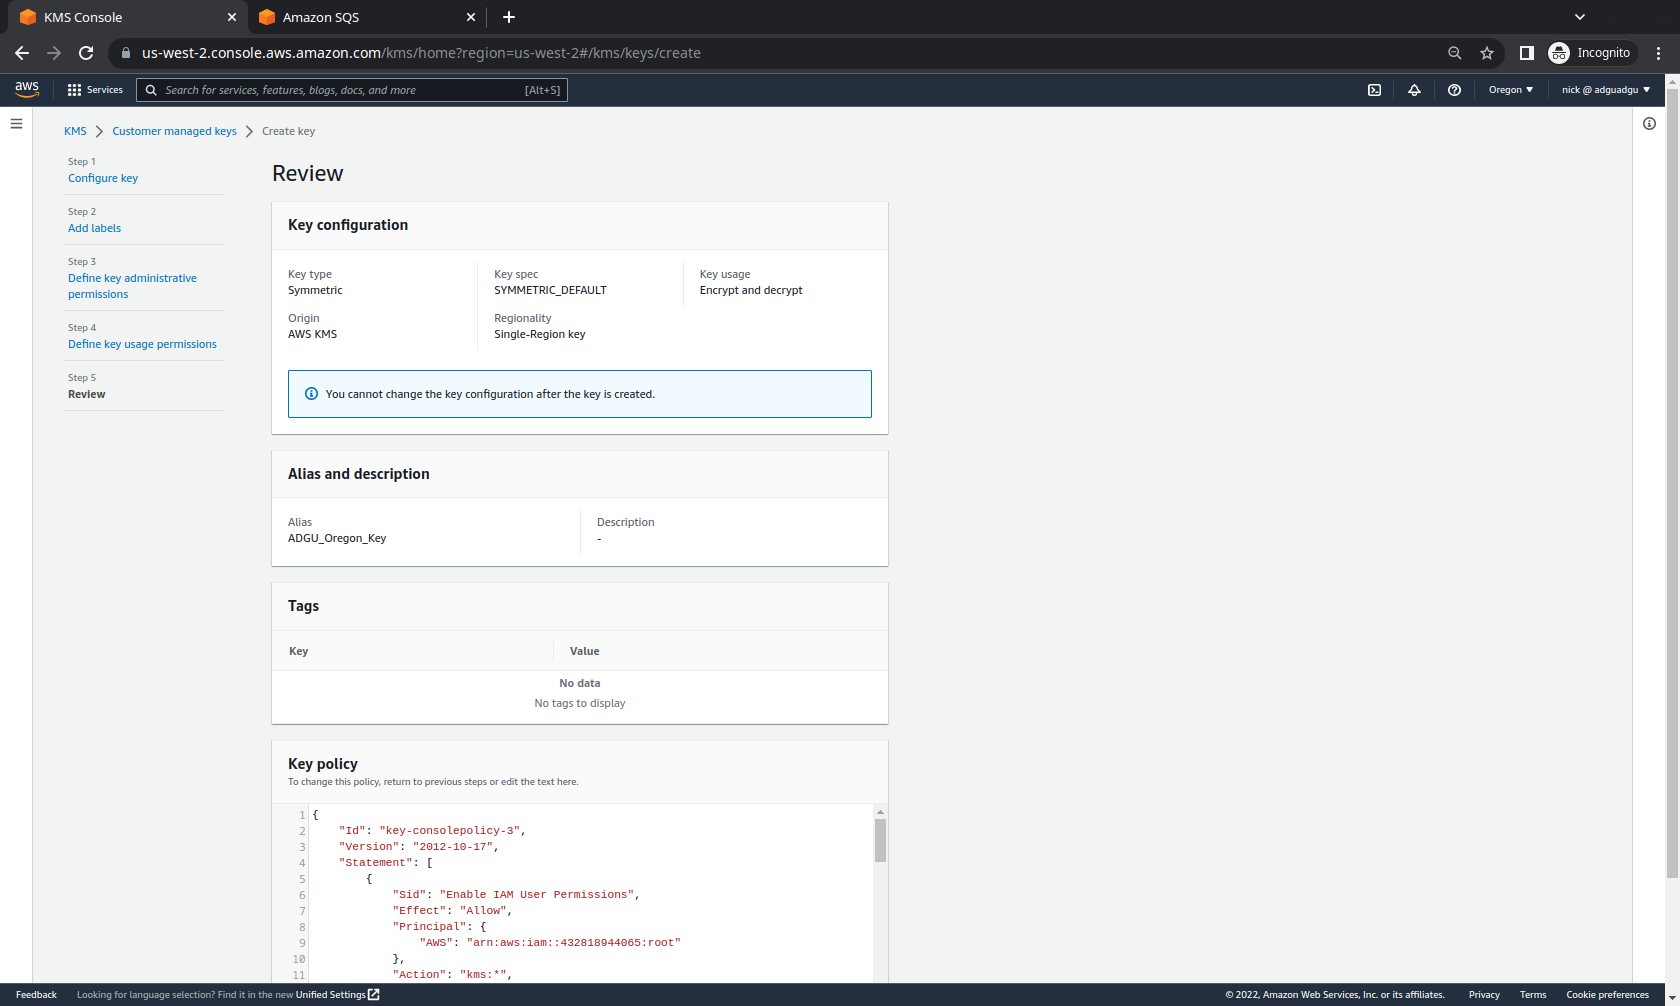 KMS Console
Amazon SQS
us-west-2.console.aws.amazon.com/kms/home?region=us-west-2#/kms/keys/create
Incognito
aws
Services
Search for services, features, blogs, docs, and more
[Alt+S]
Oregon
nick @ adguadgu
KMS
Customer managed keys
Create key
Step 1
Configure key
Step 2
Add labels
Step 3
Define key administrative
permissions
Step 4
Define key usage permissions
Step 5
Review
Review
Key configuration
Key type
Symmetric
Key spec
SYMMETRIC_DEFAULT
Key usage
Encrypt and decrypt
Origin
AWS KMS
Regionality
Single-Region key
You cannot change the key configuration after the key is created.
Alias and description
Alias
ADGU_Oregon_Key
Description
-
Tags
Key
Value
No data
No tags to display
Key policy
To change this policy, return to previous steps or edit the text here.
1 {
2 "Id": "key-consolepolicy-3",
3 "Version": "2012-10-17",
4 "Statement": [
5 {
6 "Sid": "Enable IAM User Permissions",
7 "Effect": "Allow",
8 "Principal": {
9 "AWS": "arn:aws:iam::432818944065:root"
10 },
11 "Action": "kms:*",
Feedback
Looking for language selection? Find it in the new Unified Settings
© 2022, Amazon Web Services, Inc. or its affiliates.
Privacy
Terms
Cookie preferences